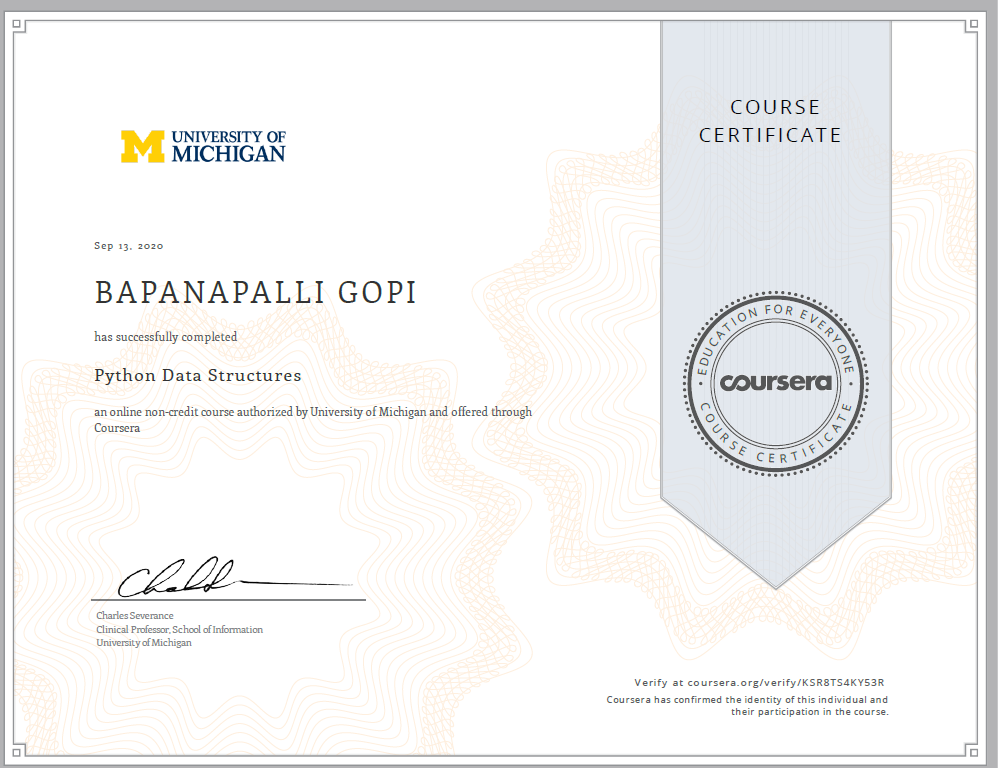 COURSE
CERTIFICATE
UNIVERSITY OF
MICHIGAN
Sep 13, 2020
BAPANAPALLI GOPI
has successfully completed
Python Data Structures
an online non-credit course authorized by University of Michigan and offered through
Coursera
EDUCATION FOR EVERYONE
coursera
COURSE CERTIFICATE
Charles Severance
Clinical Professor, School of Information
University of Michigan
Verify at coursera.org/verify/KSR8TS4KY53R
Coursera has confirmed the identity of this individual and
their participation in the course.